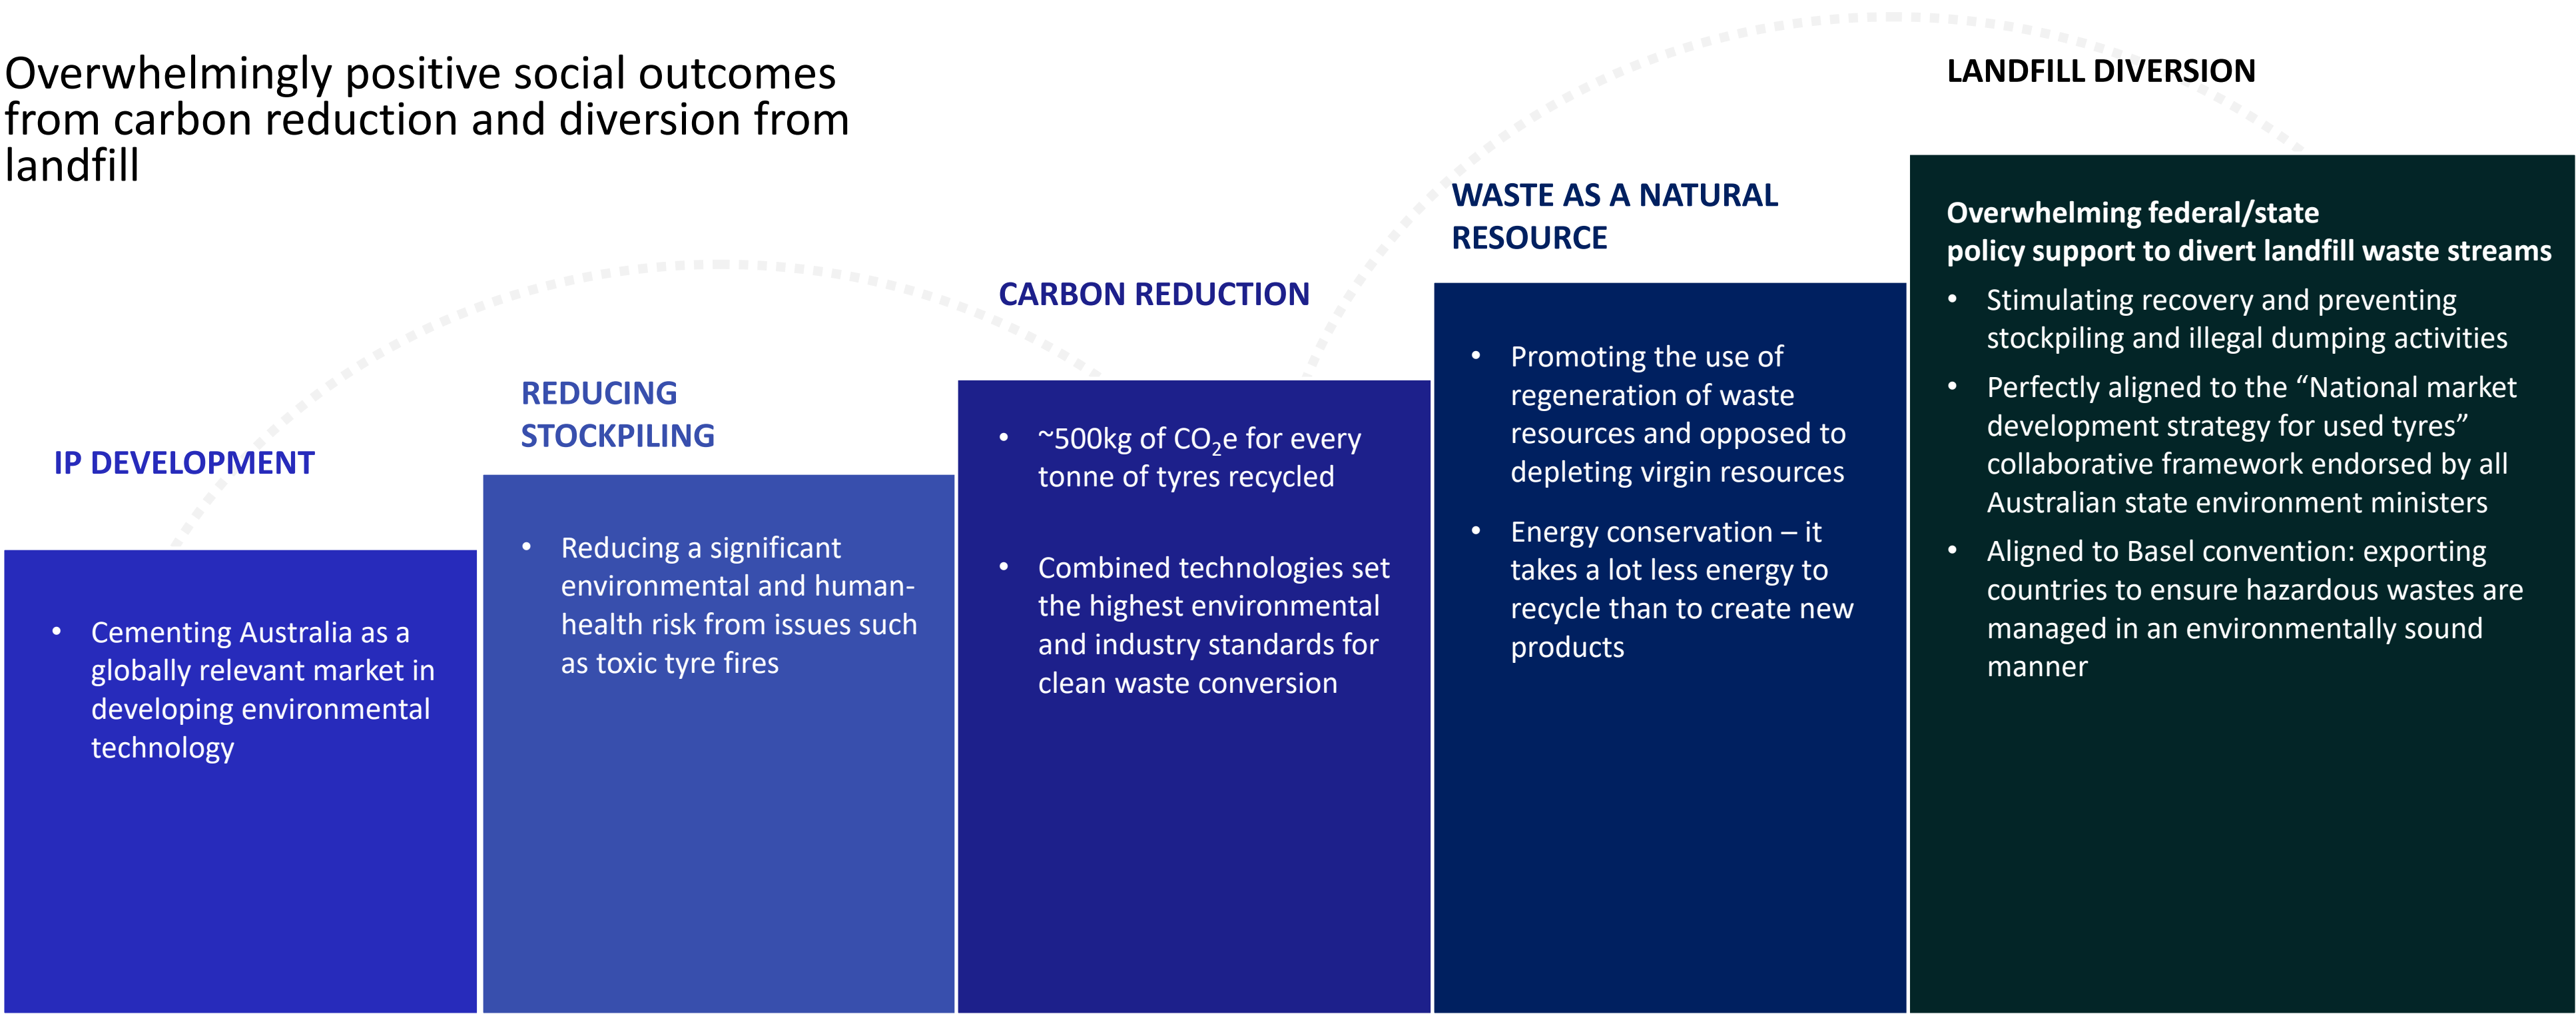 Overwhelmingly positive social outcomes
from carbon reduction and diversion from
landfill
IP DEVELOPMENT
• Cementing Australia as a
globally relevant market in
developing environmental
technology
REDUCING
STOCKPILING
• Reducing a significant
environmental and human-
health risk from issues such
as toxic tyre fires
CARBON REDUCTION
• ~500kg of CO₂e for every
tonne of tyres recycled
• Combined technologies set
the highest environmental
and industry standards for
clean waste conversion
WASTE AS A NATURAL
RESOURCE
• Promoting the use of
regeneration of waste
resources and opposed to
depleting virgin resources
• Energy conservation – it
takes a lot less energy to
recycle than to create new
products
LANDFILL DIVERSION
Overwhelming federal/state
policy support to divert landfill waste streams
• Stimulating recovery and preventing
stockpiling and illegal dumping activities
• Perfectly aligned to the “National market
development strategy for used tyres”
collaborative framework endorsed by all
Australian state environment ministers
• Aligned to Basel convention: exporting
countries to ensure hazardous wastes are
managed in an environmentally sound
manner